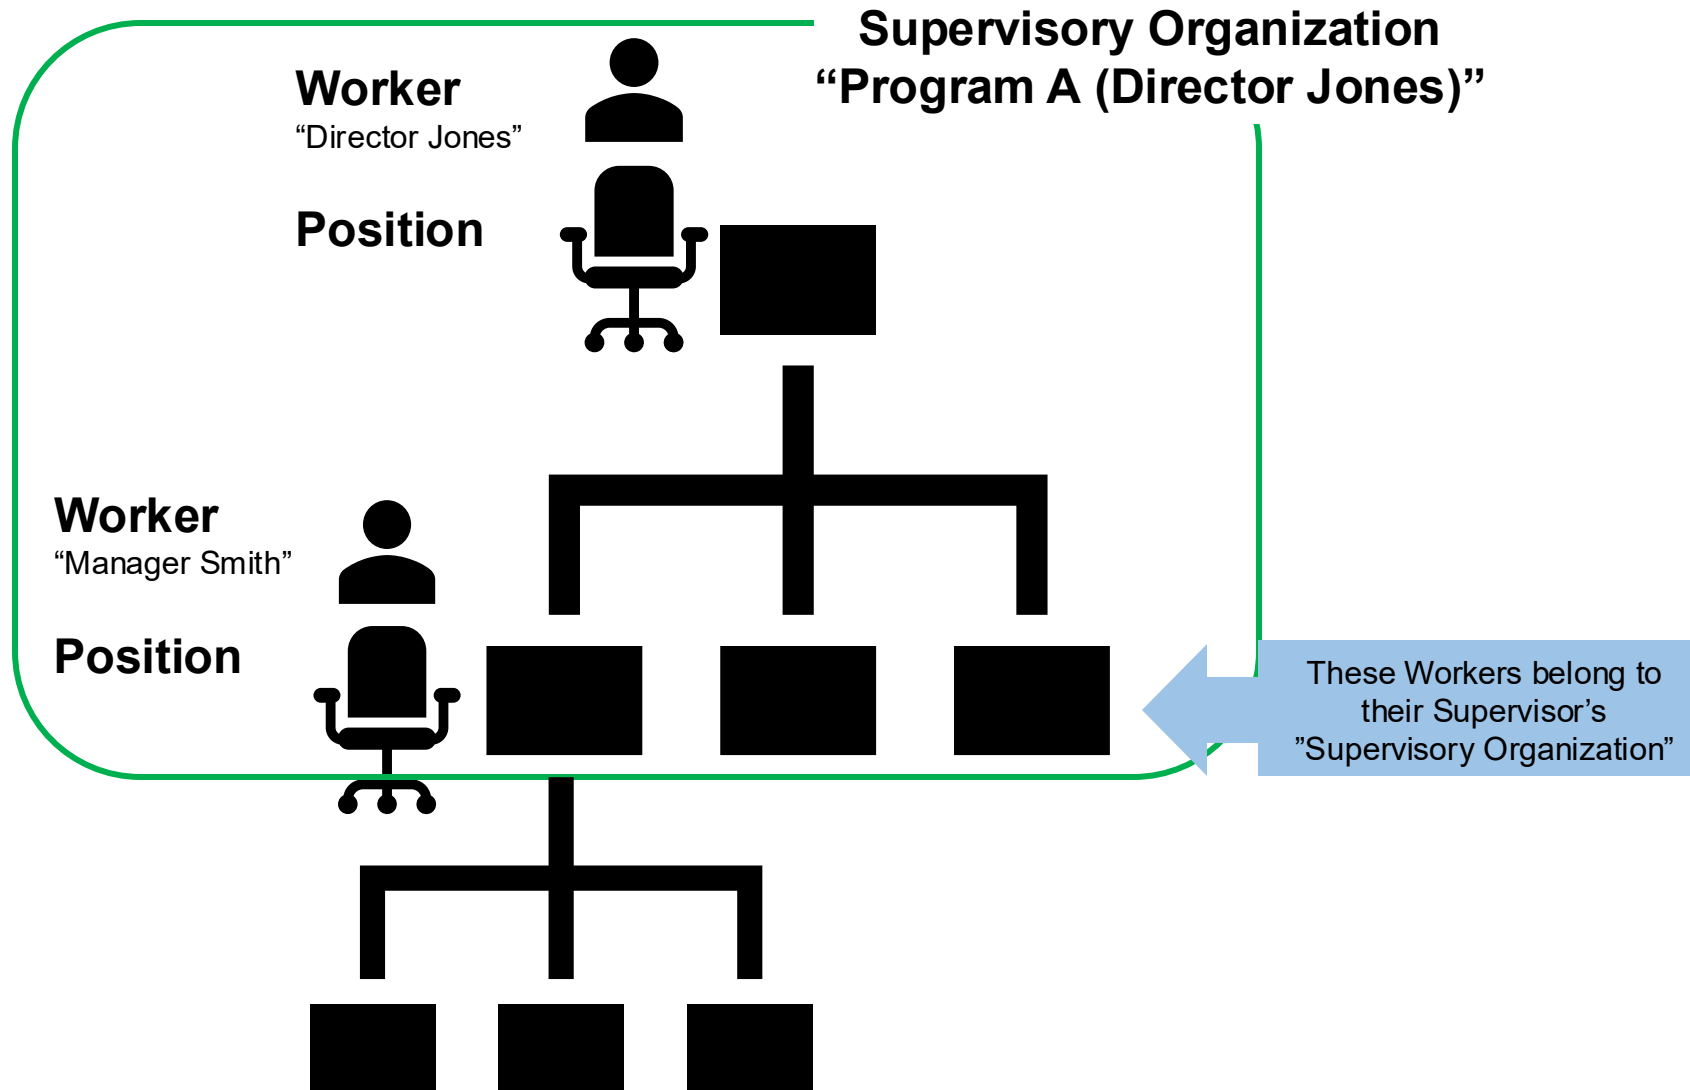 Supervisory Organization
“Program A (Director Jones)”
Worker
“Director Jones”
Position
Worker
“Manager Smith”
Position
These Workers belong to
their Supervisor’s
”Supervisory Organization”